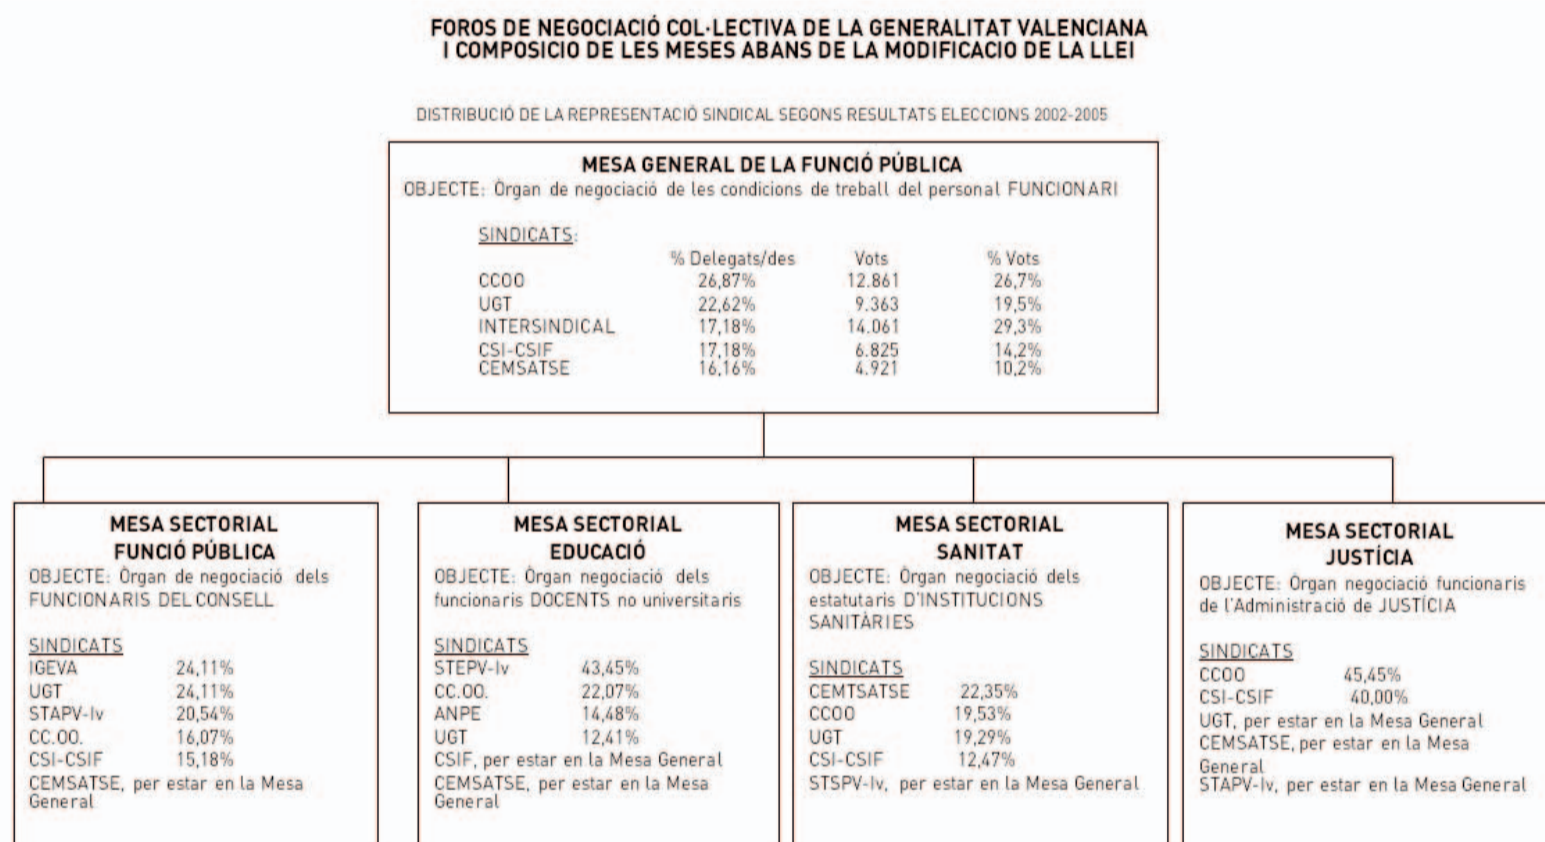 FOROS DE NEGOCIACIÓ COL·LECTIVA DE LA GENERALITAT VALENCIANA
I COMPOSICIO DE LES MESES ABANS DE LA MODIFICACIO DE LA LLEI
DISTRIBUCIÓ DE LA REPRESENTACIÓ SINDICAL SEGONS RESULTATS ELECCIONS 2002-2005
MESA GENERAL DE LA FUNCIÓ PÚBLICA
OBJECTE: Òrgan de negociació de les condicions de treball del personal FUNCIONARI
SINDICATS:
% Delegats/des Vots % Vots
CCOO 26,87% 12.861 26,7%
UGT 22,62% 9.363 19,5%
INTERSINDICAL 17,18% 14.061 29,3%
CSI-CSIF 17,18% 6.825 14,2%
CEMSATSE 16,16% 4.921 10,2%
MESA SECTORIAL
FUNCIÓ PÚBLICA
OBJECTE: Òrgan de negociació dels
FUNCIONARIS DEL CONSELL
SINDICATS
IGEVA 24,11%
UGT 24,11%
STAPV-Iv 20,54%
CC.OO. 16,07%
CSI-CSIF 15,18%
CEMSATSE, per estar en la Mesa
General
MESA SECTORIAL
EDUCACIÓ
OBJECTE: Òrgan negociació dels
funcionaris DOCENTS no universitaris
SINDICATS
STEPV-Iv 43,45%
CC.OO. 22,07%
ANPE 14,48%
UGT 12,41%
CSIF, per estar en la Mesa General
CEMSATSE, per estar en la Mesa
General
MESA SECTORIAL
SANITAT
OBJECTE: Òrgan negociació dels
estatutaris D'INSTITUCIONS
SANITÀRIES
SINDICATS
CEMTSATSE 22,35%
CCOO 19,53%
UGT 19,29%
CSI-CSIF 12,47%
STSPV-Iv, per estar en la Mesa General
MESA SECTORIAL
JUSTÍCIA
OBJECTE: Òrgan negociació funcionaris
de l'Administració de JUSTÍCIA
SINDICATS
CCOO 45,45%
CSI-CSIF 40,00%
UGT, per estar en la Mesa General
CEMSATSE, per estar en la Mesa
General
STAPV-Iv, per estar en la Mesa General